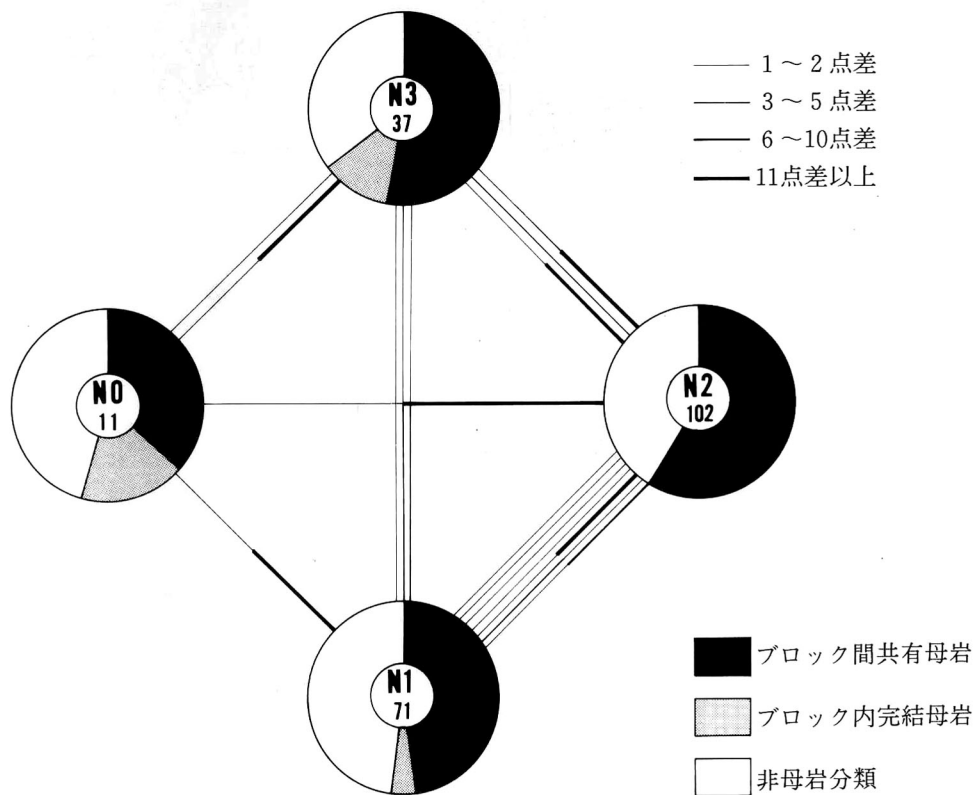 N3
37
1～2点差
3～5点差
6～10点差
11点差以上
N0
11
N2
102
N1
71
ブロック間共有母岩
ブロック内完結母岩
非母岩分類